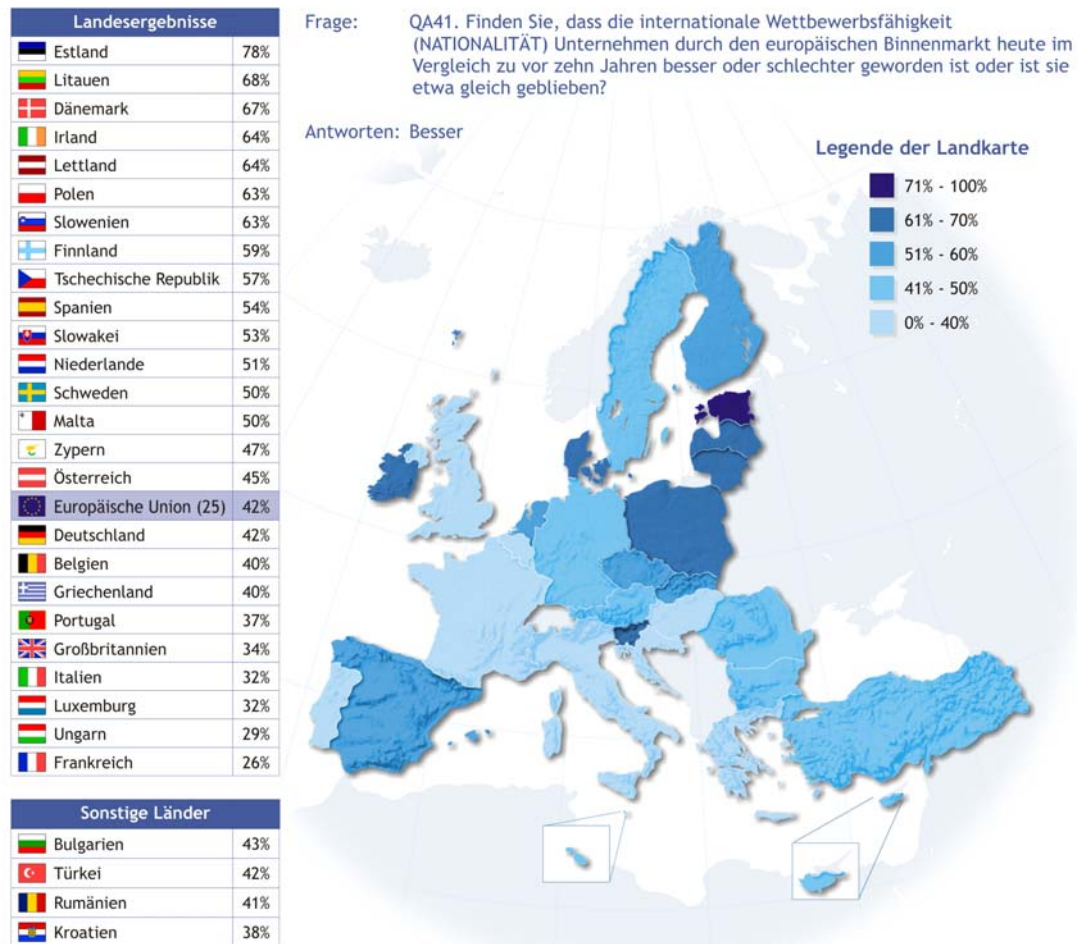 Landesergebnisse
Estland 78%
Litauen 68%
Dänemark 67%
Irland 64%
Lettland 64%
Polen 63%
Slowenien 63%
Finnland 59%
Tschechische Republik 57%
Spanien 54%
Slowakei 53%
Niederlande 51%
Schweden 50%
Malta 50%
Zypern 47%
Österreich 45%
Europäische Union (25) 42%
Deutschland 42%
Belgien 40%
Griechenland 40%
Portugal 37%
Großbritannien 34%
Italien 32%
Luxemburg 32%
Ungarn 29%
Frankreich 26%
Sonstige Länder
Bulgarien 43%
Türkei 42%
Rumänien 41%
Kroatien 38%
Frage: QA41. Finden Sie, dass die internationale Wettbewerbsfähigkeit
(NATIONALITÄT) Unternehmen durch den europäischen Binnenmarkt heute im
Vergleich zu vor zehn Jahren besser oder schlechter geworden ist oder ist sie
etwa gleich geblieben?
Antworten: Besser
Legende der Landkarte
71% - 100%
61% - 70%
51% - 60%
41% - 50%
0% - 40%